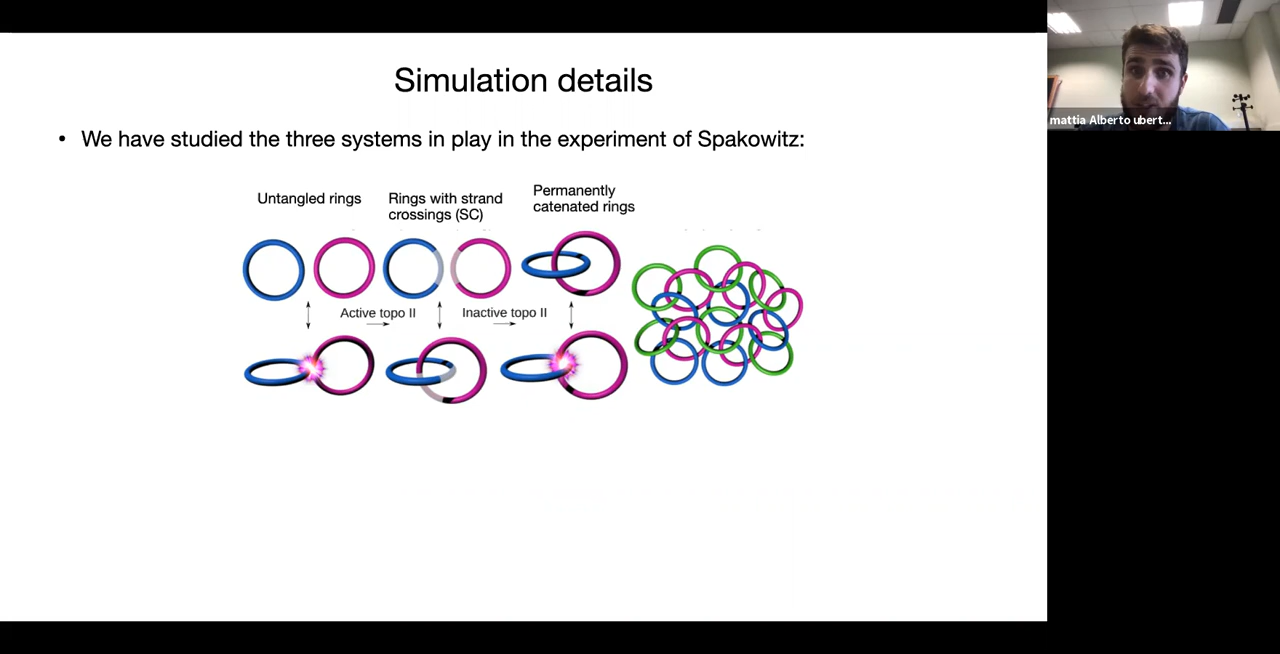 Simulation details
• We have studied the three systems in play in the experiment of Spakowitz:
Untangled rings
Rings with strand
crossings (SC)
Permanently
catenated rings
Active topo II
Inactive topo II
mattia Alberto ubert...